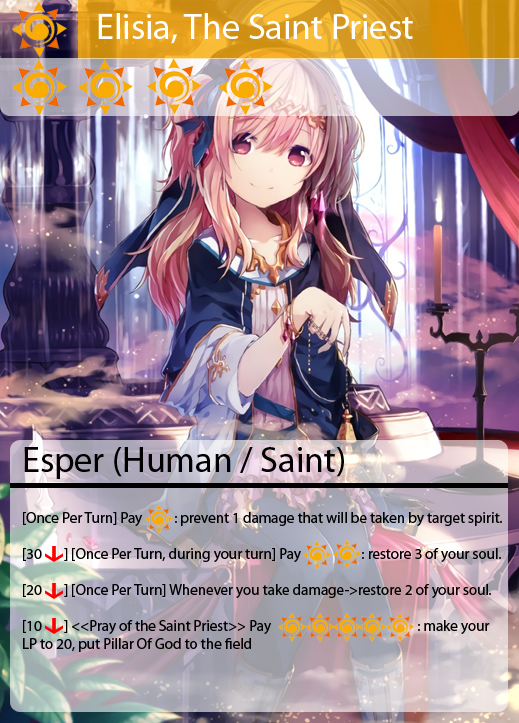 Elisia, The Saint Priest
Esper (Human / Saint)
[Once Per Turn] Pay : prevent 1 damage that will be taken by target spirit.
[30 ] [Once Per Turn, during your turn] Pay : restore 3 of your soul.
[20 ] [Once Per Turn] Whenever you take damage->restore 2 of your soul.
[10 ] <<Pray of the Saint Priest>> Pay : make your
LP to 20, put Pillar Of God to the field